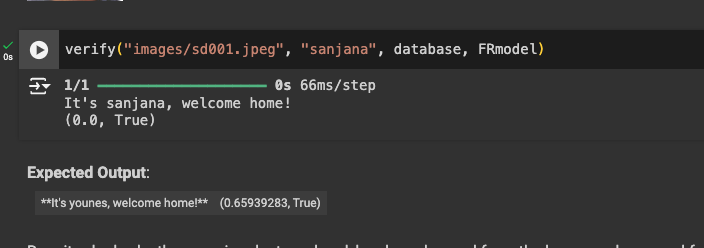 verify("images/sd001.jpeg", "sanjana", database, FRmodel)
0s
1/1 ━━━━━━━━━━━━━━━━━━━━ 0s 66ms/step
It's sanjana, welcome home!
(0.0, True)
Expected Output:
**It's younes, welcome home!** (0.65939283, True)